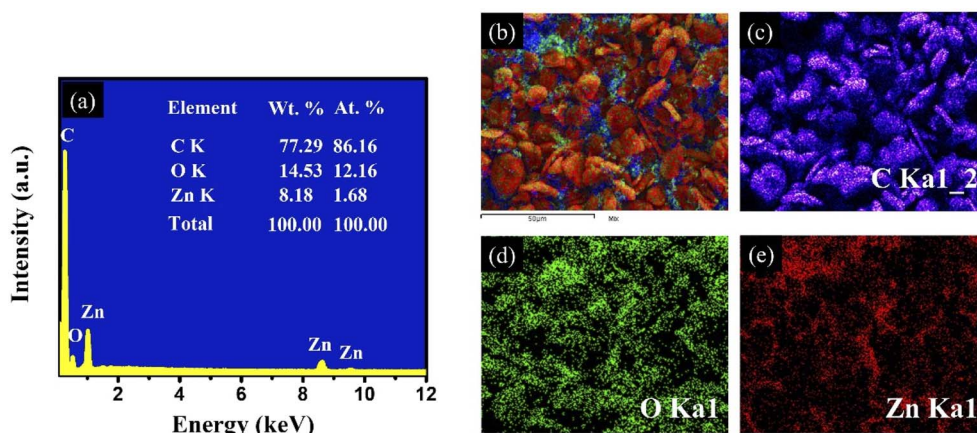 (a)
Element Wt. % At. %
C K 77.29 86.16
O K 14.53 12.16
Zn K 8.18 1.68
Total 100.00 100.00
C
O
Zn
Zn
Zn
2 4 6 8 10 12
Energy (keV)
Intensity (a.u.)
(b)
50μm
Mix
(c)
C Ka1_2
(d)
O Ka1
(e)
Zn Ka1